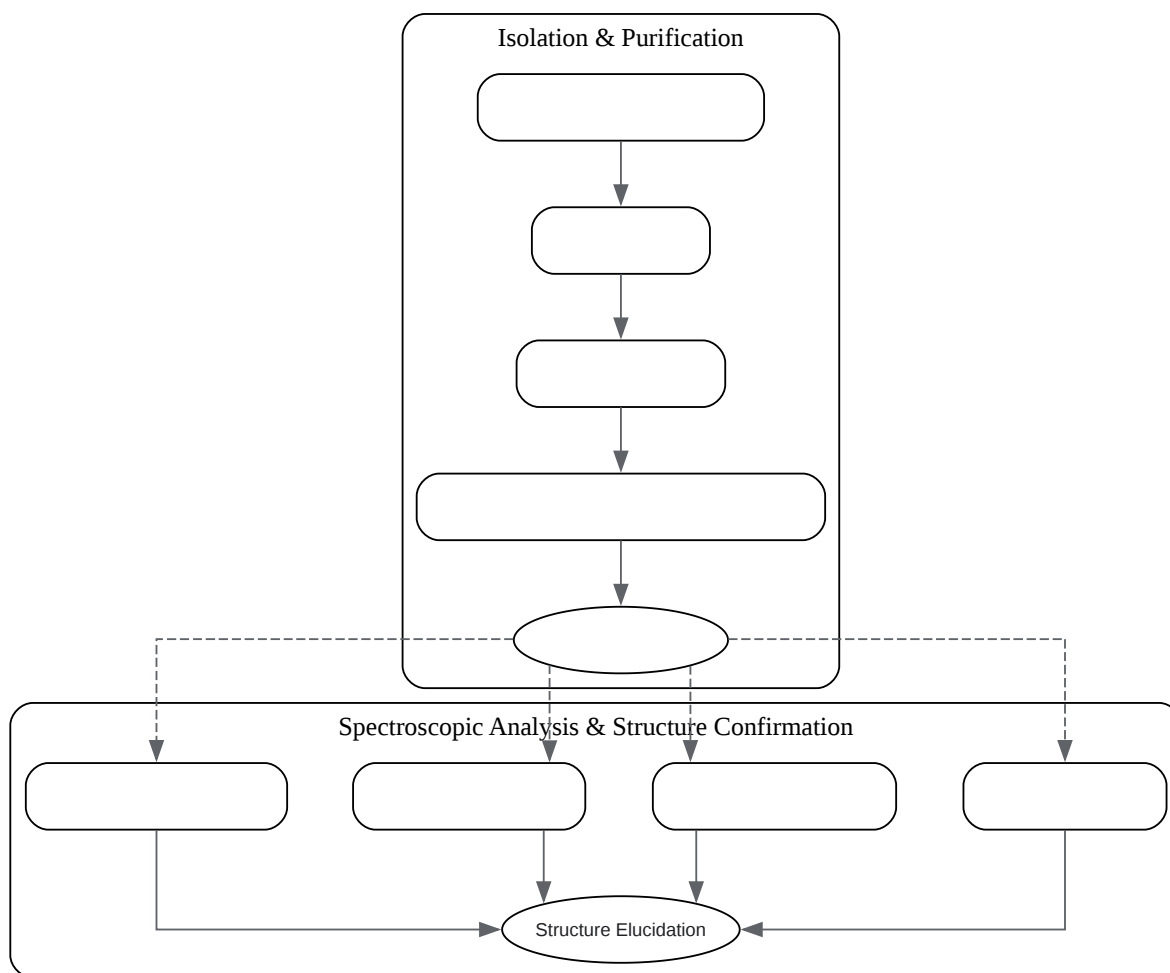 Isolation & Purification
Spectroscopic Analysis & Structure Confirmation
Structure Elucidation